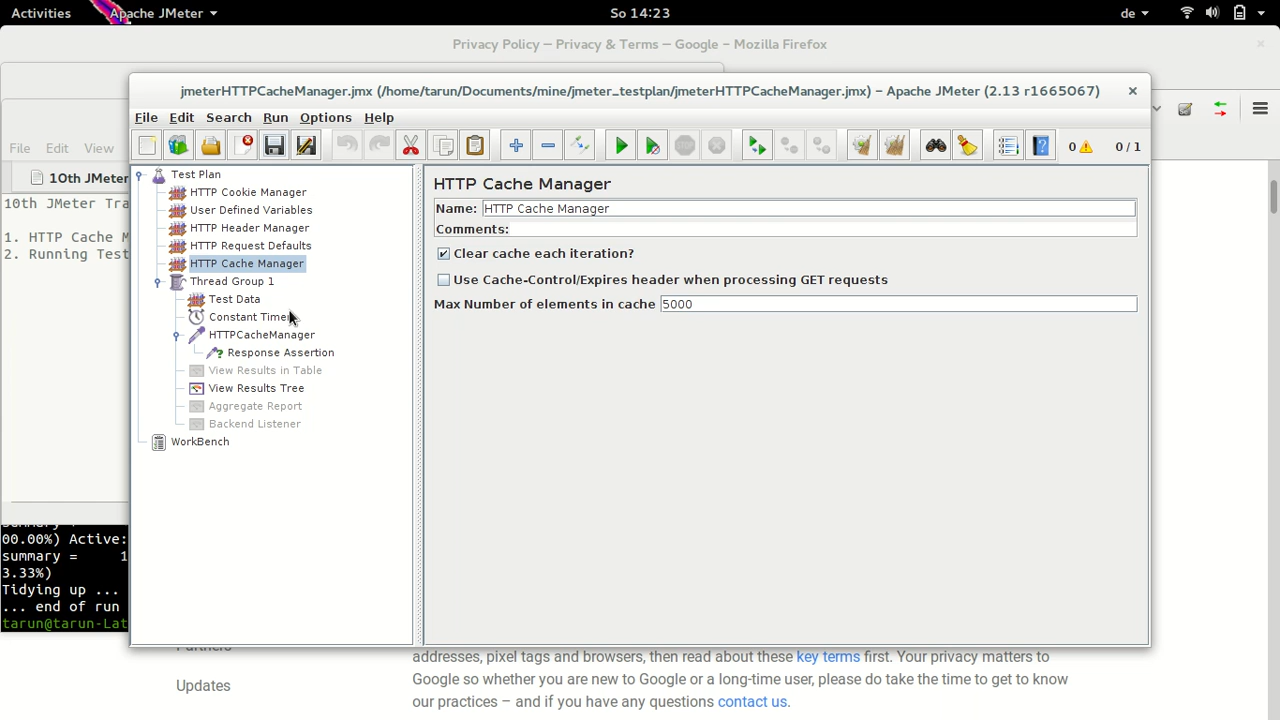 Activities
Apache JMeter
So 14:23
de
Privacy Policy — Privacy & Terms — Google - Mozilla Firefox
jmeterHTTPCacheManager.jmx (/home/tarun/Documents/mine/jmeter_testplan/jmeterHTTPCacheManager.jmx) - Apache JMeter (2.13 r1665067)
File Edit Search Run Options Help
0 0 / 1
File Edit View
10th JMeter
10th JMeter Tra
1. HTTP Cache M
2. Running Test
Test Plan
HTTP Cookie Manager
User Defined Variables
HTTP Header Manager
HTTP Request Defaults
HTTP Cache Manager
Thread Group 1
Test Data
Constant Timer
HTTPCacheManager
Response Assertion
View Results in Table
View Results Tree
Aggregate Report
Backend Listener
WorkBench
HTTP Cache Manager
Name: HTTP Cache Manager
Comments:
Clear cache each iteration?
Use Cache-Control/Expires header when processing GET requests
Max Number of elements in cache 5000
00.00%) Active:
summary = 1
3.33%)
Tidying up ...
... end of run
tarun@tarun-Lat
Updates
addresses, pixel tags and browsers, then read about these key terms first. Your privacy matters to
Google so whether you are new to Google or a long-time user, please do take the time to get to know
our practices – and if you have any questions contact us.